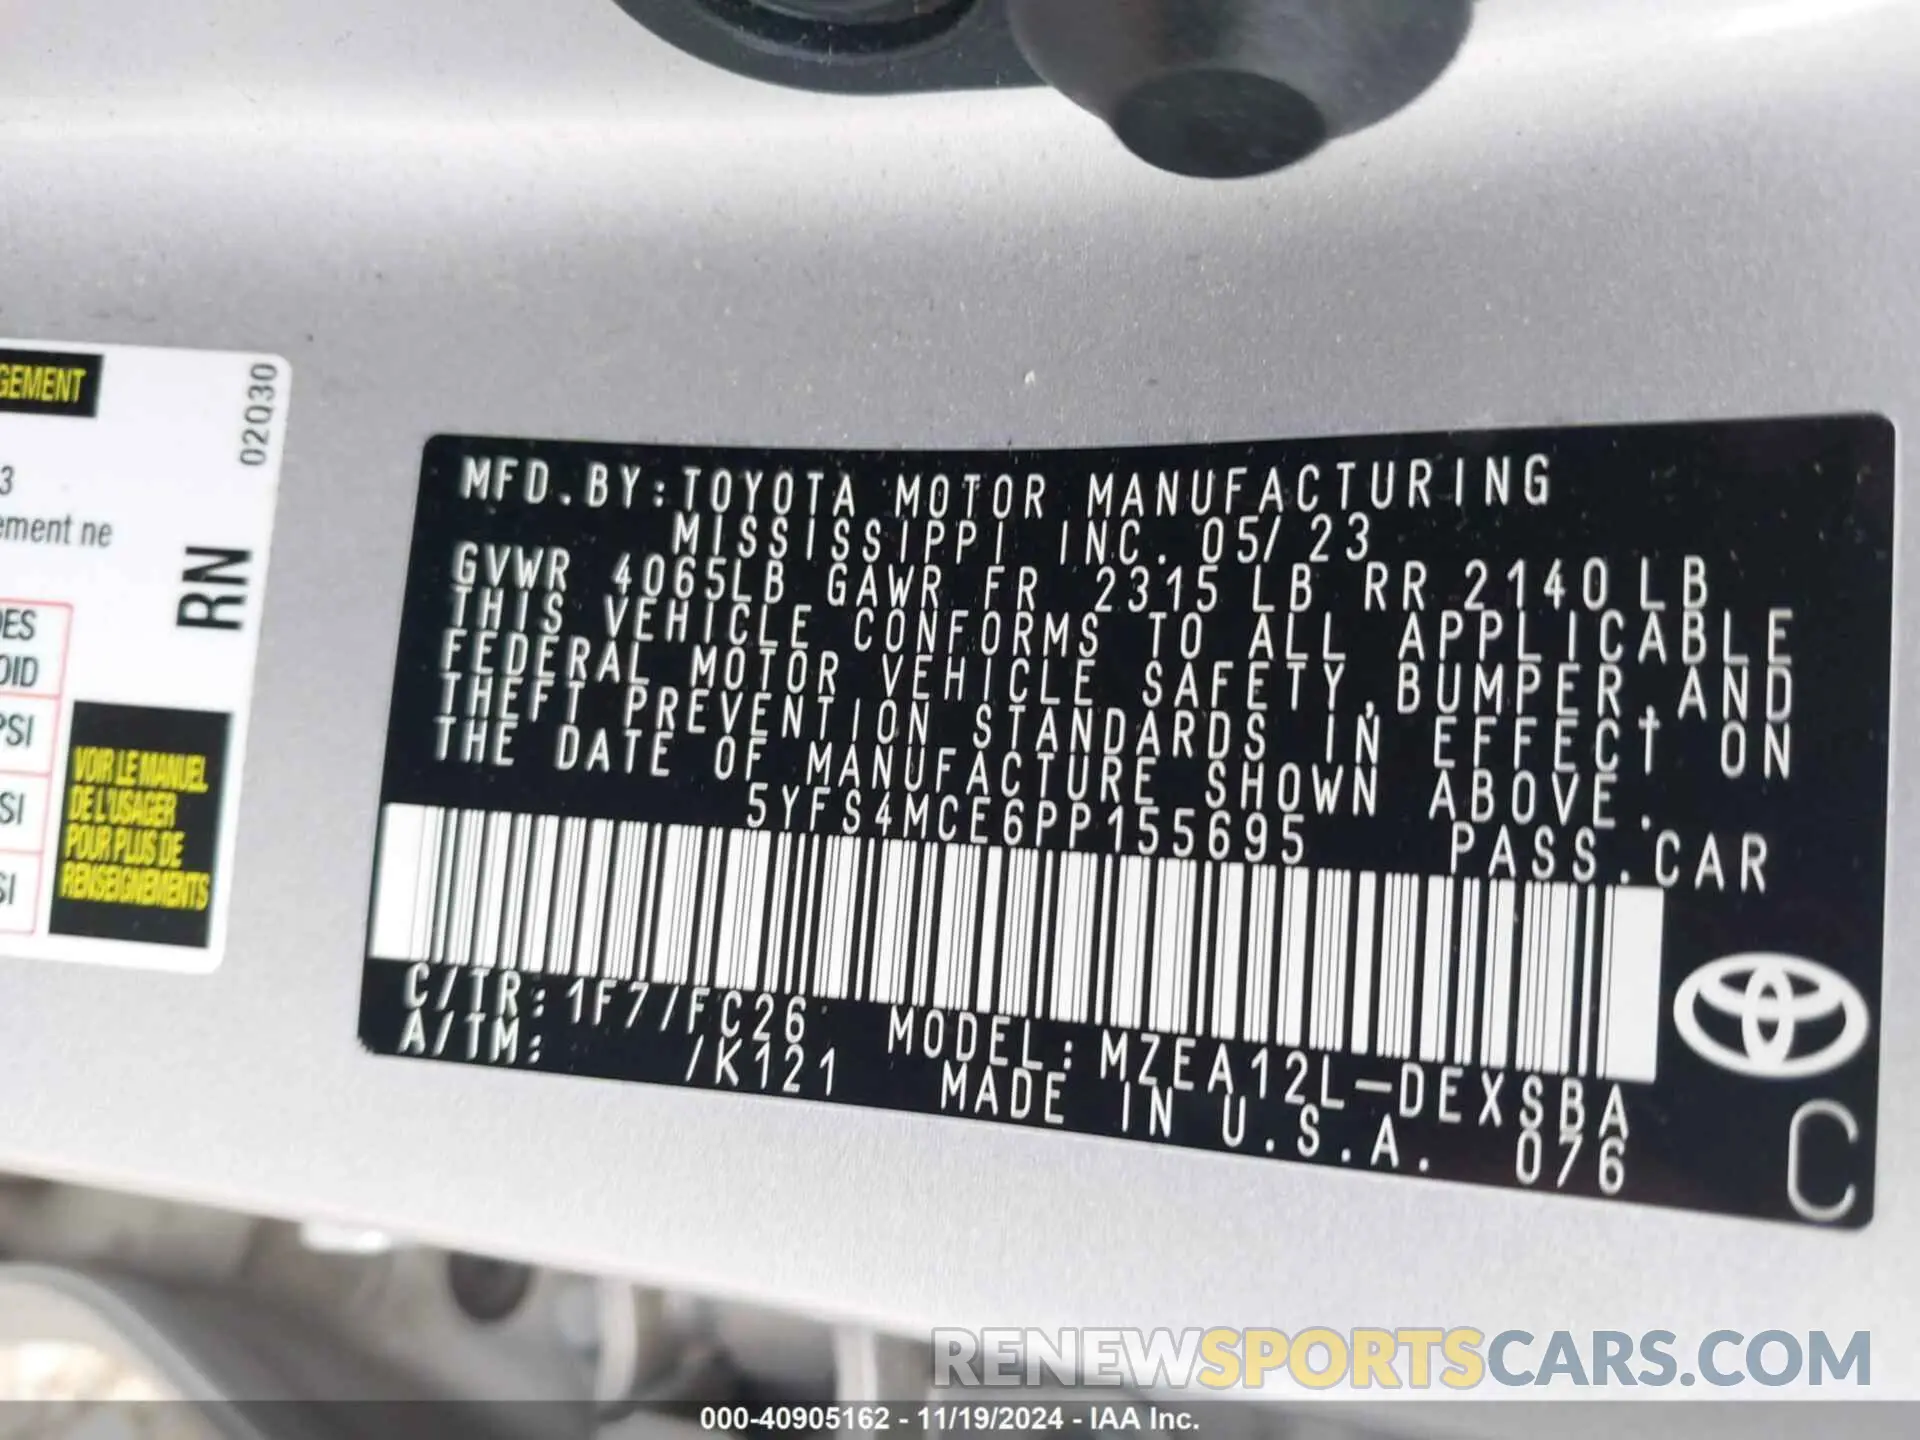 GEMENT
02Q30
3
ement ne
RN
DES
OID
PSI
SI
SI
VOIR LE MANUEL
DE L'USAGER
POUR PLUS DE
RENSEIGNEMENTS
MFD.BY:TOYOTA MOTOR MANUFACTURING
MISSISSIPPI INC. 05/23
GVWR 4065LB GAWR FR 2315LB RR 2140LB
THIS VEHICLE CONFORMS TO ALL APPLICABLE
FEDERAL MOTOR VEHICLE SAFETY,BUMPER,AND
THEFT PREVENTION STANDARDS IN EFFECT ON
THE DATE OF MANUFACTURE SHOWN ABOVE.
5YFS4MCE6PP155695 PASS.CAR
C/TR:1F7/FC26 MODEL:MZEA12L-DEXSBA
A/TM: /K121 MADE IN U.S.A. 076
C
RENEWSPORTSCARS.COM
000-40905162 - 11/19/2024 - IAA Inc.